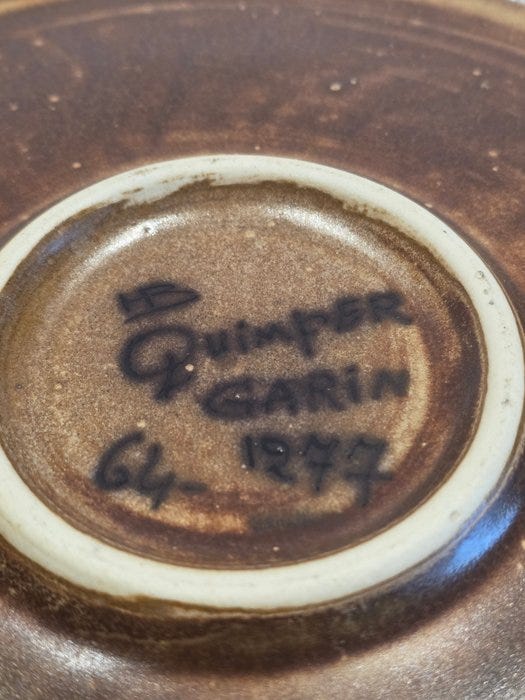 HB
Quimper
GARIN
64- 1277